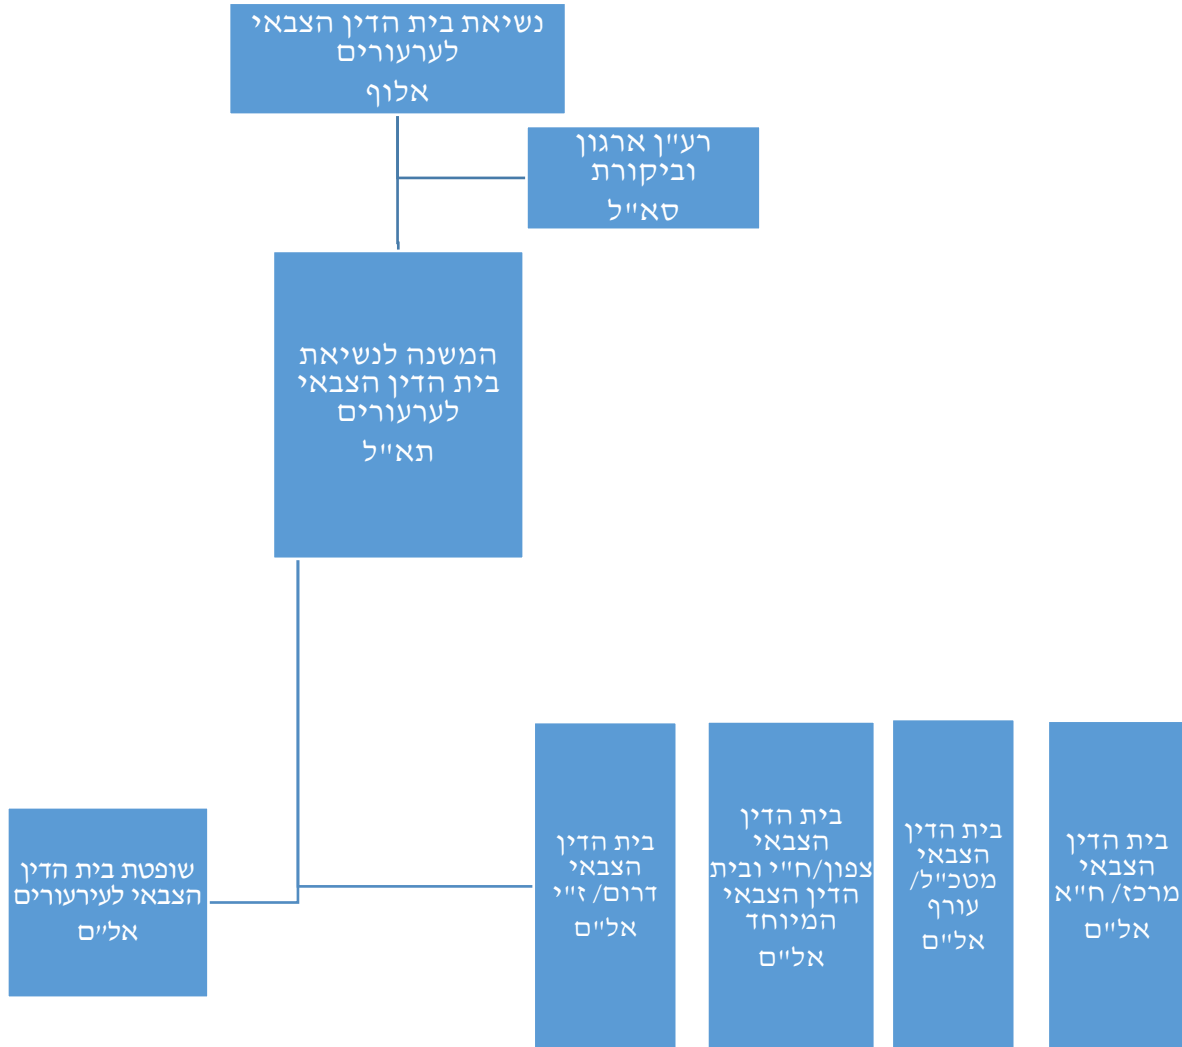 נשיאת בית הדין הצבאי
לערעורים
אלוף
רע"ן ארגון
וביקורת
סא"ל
המשנה לנשיאת
בית הדין הצבאי
לערעורים
תא"ל
בית הדין
הצבאי
מרכז/ ח"א
אל"ם
בית הדין
הצבאי
מטכ"ל/
עורף
אל"ם
בית הדין
הצבאי
צפון/ח"י ובית
הדין הצבאי
המיוחד
אל"ם
בית הדין
הצבאי
דרום/ ז"י
אל"ם
שופטת בית הדין
הצבאי לעירעורים
אל"ם